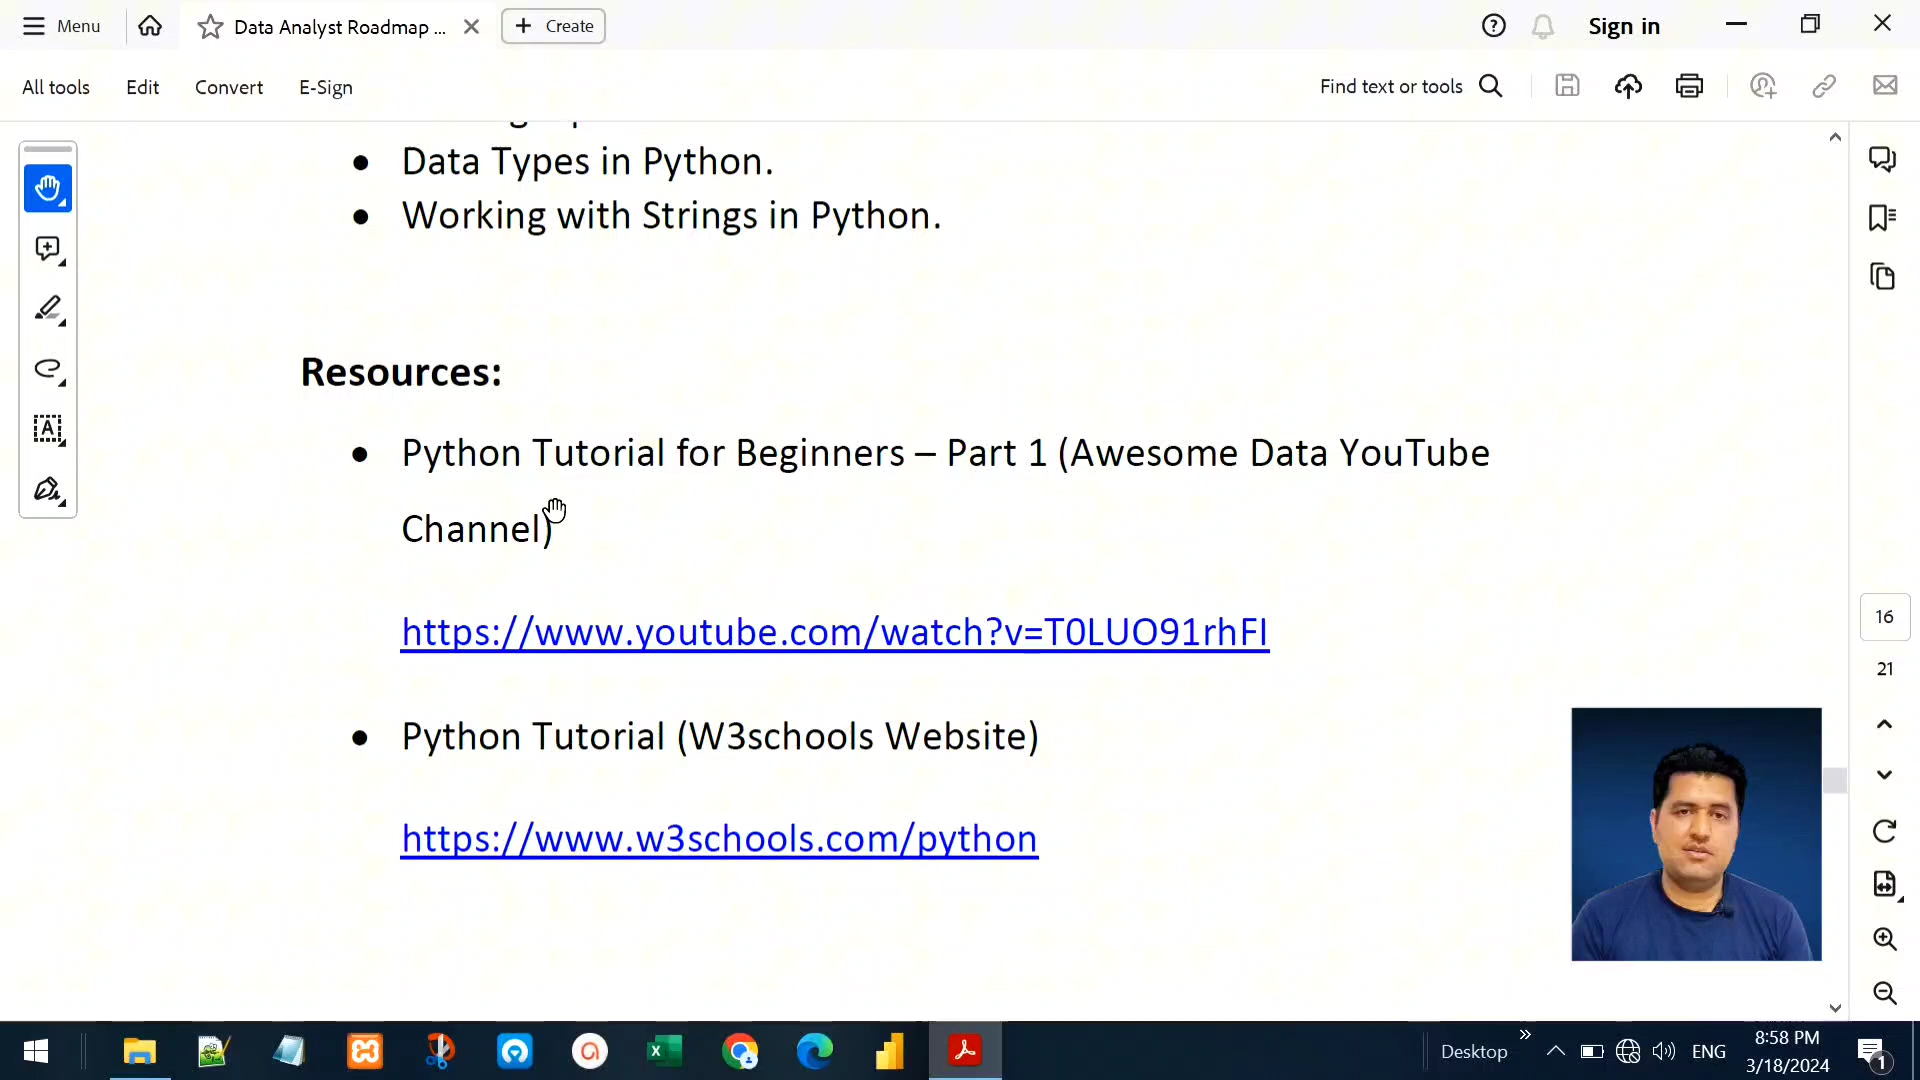 Menu
Data Analyst Roadmap ...
Create
Sign in
All tools Edit Convert E-Sign
Find text or tools
• Data Types in Python.
• Working with Strings in Python.
Resources:
• Python Tutorial for Beginners – Part 1 (Awesome Data YouTube
Channel)
https://www.youtube.com/watch?v=T0LUO91rhFI
• Python Tutorial (W3schools Website)
https://www.w3schools.com/python
16
21
Desktop
ENG
8:58 PM
3/18/2024
1